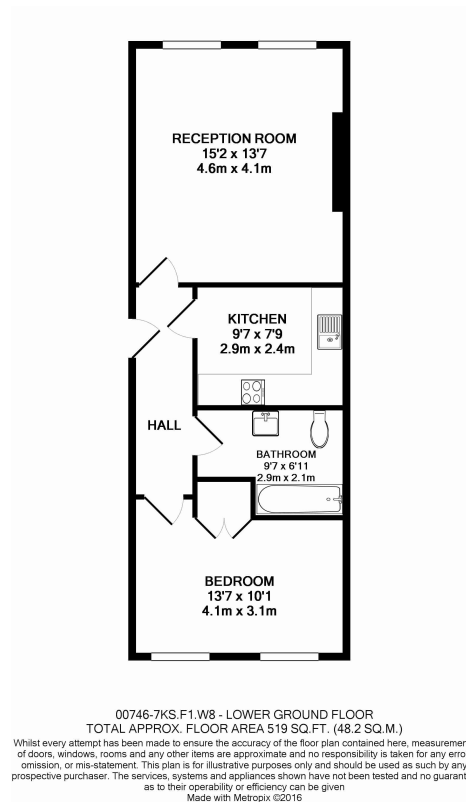 RECEPTION ROOM
15'2 x 13'7
4.6m x 4.1m
KITCHEN
9'7 x 7'9
2.9m x 2.4m
HALL
BATHROOM
9'7 x 6'11
2.9m x 2.1m
BEDROOM
13'7 x 10'1
4.1m x 3.1m
00746-7KS.F1.W8 - LOWER GROUND FLOOR
TOTAL APPROX. FLOOR AREA 519 SQ.FT. (48.2 SQ.M.)
Whilst every attempt has been made to ensure the accuracy of the floor plan contained here, measuremen
of doors, windows, rooms and any other items are approximate and no responsibility is taken for any erro
omission, or mis-statement. This plan is for illustrative purposes only and should be used as such by any
prospective purchaser. The services, systems and appliances shown have not been tested and no guarant
as to their operability or efficiency can be given
Made with Metropix ©2016